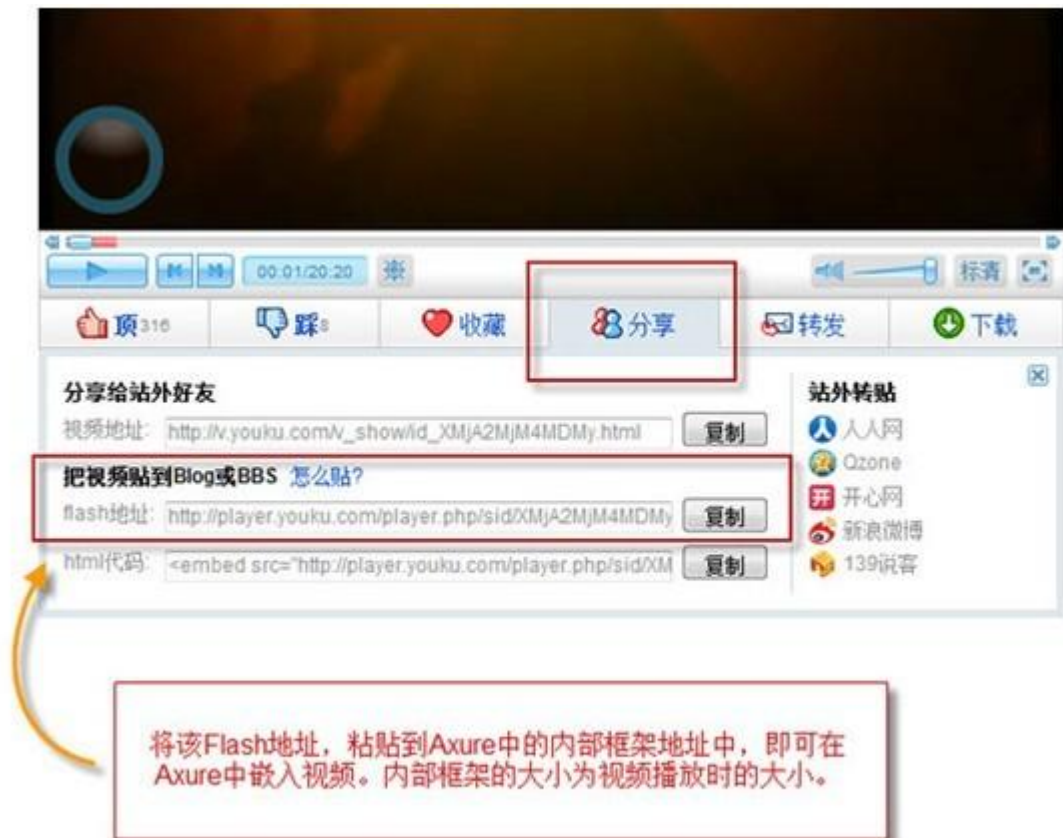 00:01/20:20
标清
顶316
踩8
收藏
分享
转发
下载
分享给站外好友
视频地址: http://v.youku.com/v_show/id_XMjA2MjM4MDMy.html 复制
把视频贴到Blog或BBS 怎么贴?
flash地址: http://player.youku.com/player.php/sid/XMjA2MjM4MDMy 复制
html代码: <embed src="http://player.youku.com/player.php/sid/XM 复制
站外转贴
人人网
Qzone
开 开心网
新浪微博
139说客
将该Flash地址，粘贴到Axure中的内部框架地址中，即可在
Axure中嵌入视频。内部框架的大小为视频播放时的大小。